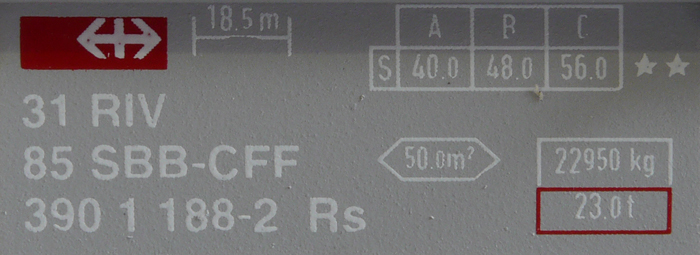 18.5 m
A B C
S 40.0 48.0 56.0 ★★
31 RIV
85 SBB-CFF
50.0m²
22950 kg
390 1 188-2 Rs
23.0t